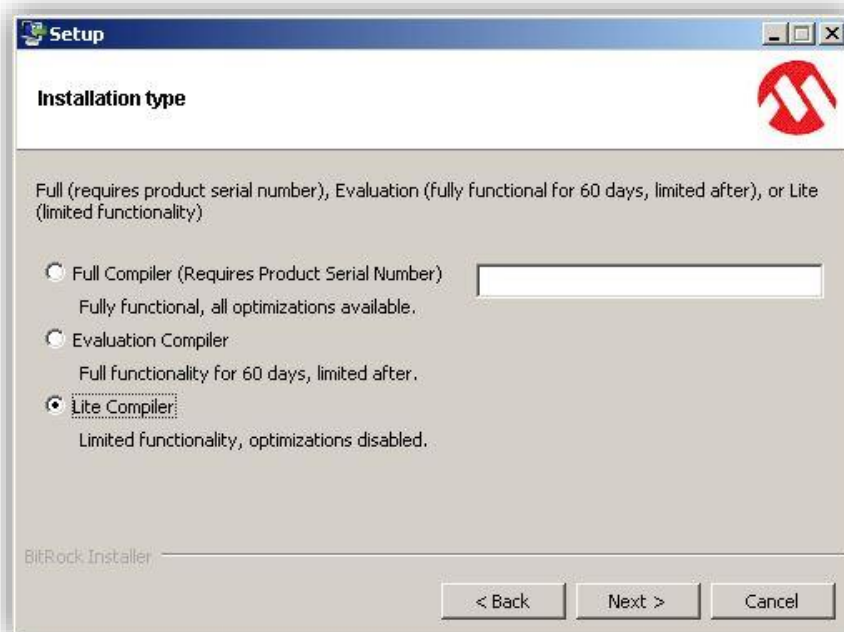 Setup
Installation type
Full (requires product serial number), Evaluation (fully functional for 60 days, limited after), or Lite
(limited functionality)
Full Compiler (Requires Product Serial Number)
Fully functional, all optimizations available.
Evaluation Compiler
Full functionality for 60 days, limited after.
Lite Compiler
Limited functionality, optimizations disabled.
BitRock Installer
< Back
Next >
Cancel